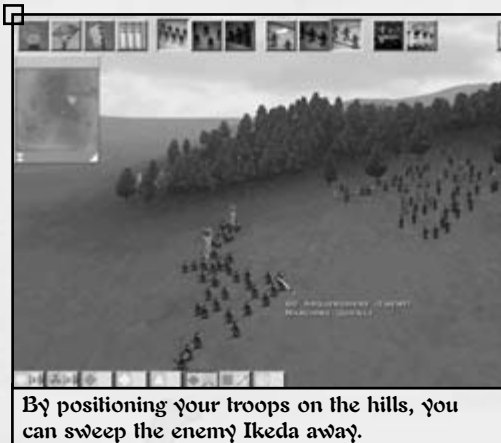 By positioning your troops on the hills, you
can sweep the enemy Ikeda away.